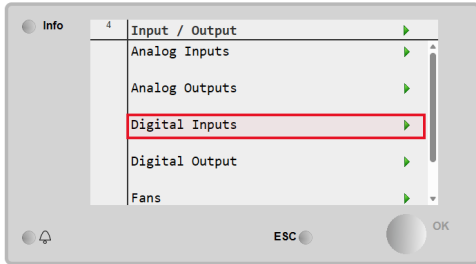 Info
4 Input / Output
Analog Inputs
Analog Outputs
Digital Inputs
Digital Output
Fans
ESC
OK